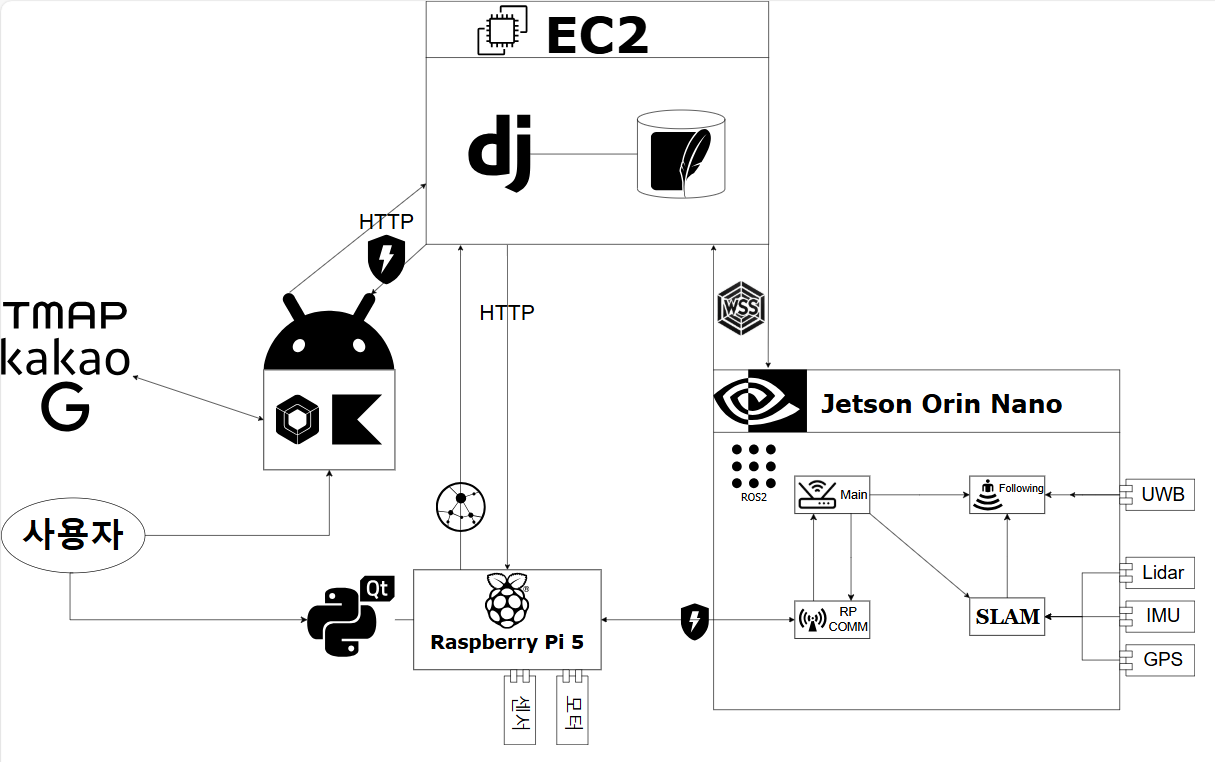 EC2
dj
HTTP
HTTP
WSS
TMAP
kakao
G
Jetson Orin Nano
ROS2
Main
Following
UWB
사용자
Qt
Raspberry Pi 5
RP
COMM
SLAM
Lidar
IMU
GPS
센서
모터